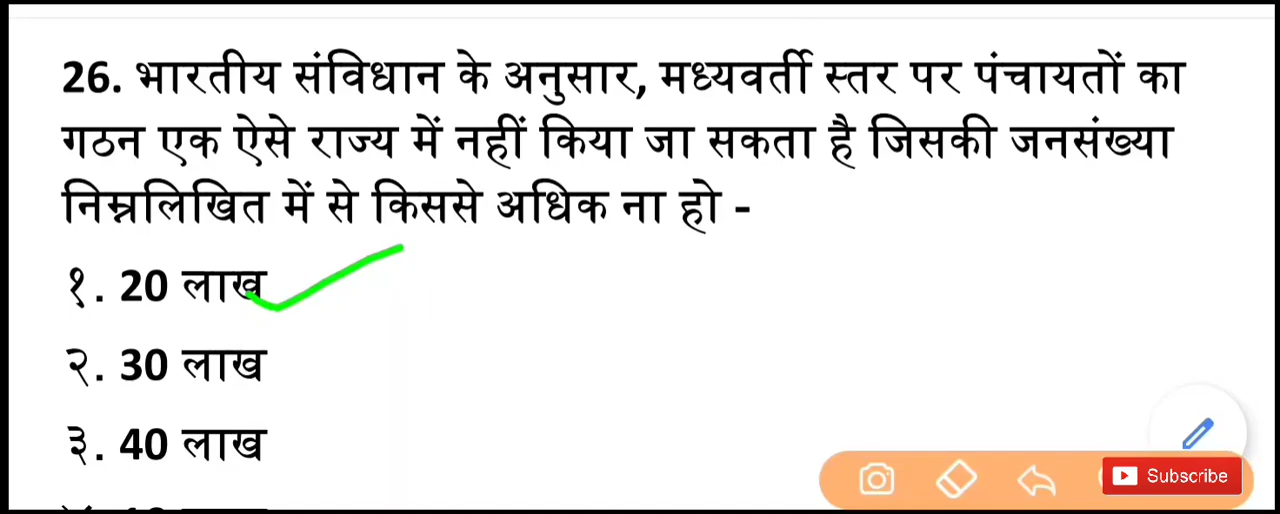 26. भारतीय संविधान के अनुसार, मध्यवर्ती स्तर पर पंचायतों का
गठन एक ऐसे राज्य में नहीं किया जा सकता है जिसकी जनसंख्या
निम्नलिखित में से किससे अधिक ना हो -
१. 20 लाख
२. 30 लाख
३. 40 लाख
Subscribe